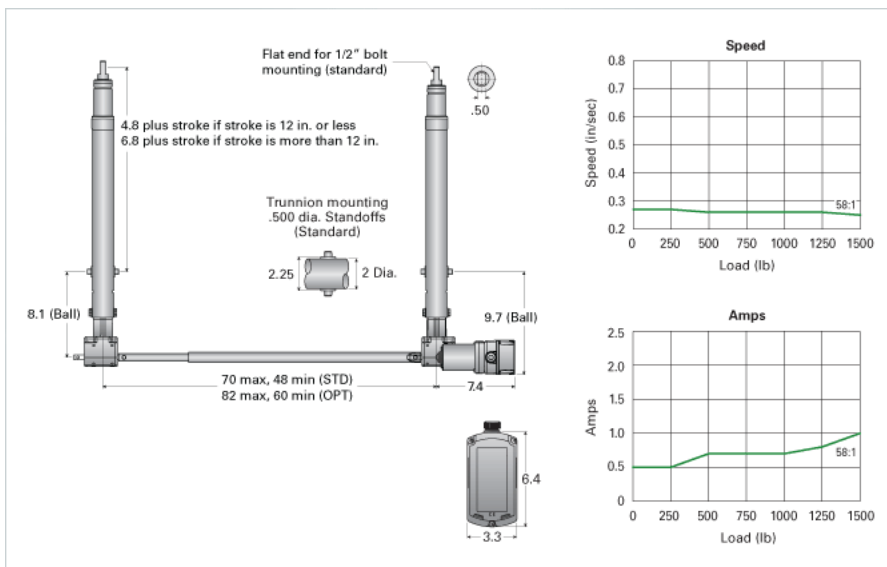 Flat end for 1/2" bolt
mounting (standard)
.50
4.8 plus stroke if stroke is 12 in. or less
6.8 plus stroke if stroke is more than 12 in.
Trunnion mounting
.500 dia. Standoffs
(Standard)
2.25
2 Dia.
8.1 (Ball)
9.7 (Ball)
70 max, 48 min (STD)
82 max, 60 min (OPT)
7.4
6.4
3.3
Speed
Speed (in/sec)
0.8
0.7
0.6
0.5
0.4
0.3
0.2
58:1
0 250 500 750 1000 1250 1500
Load (lb)
Amps
Amps
2.5
2.0
1.5
1.0
0.5
0
58:1
0 250 500 750 1000 1250 1500
Load (lb)